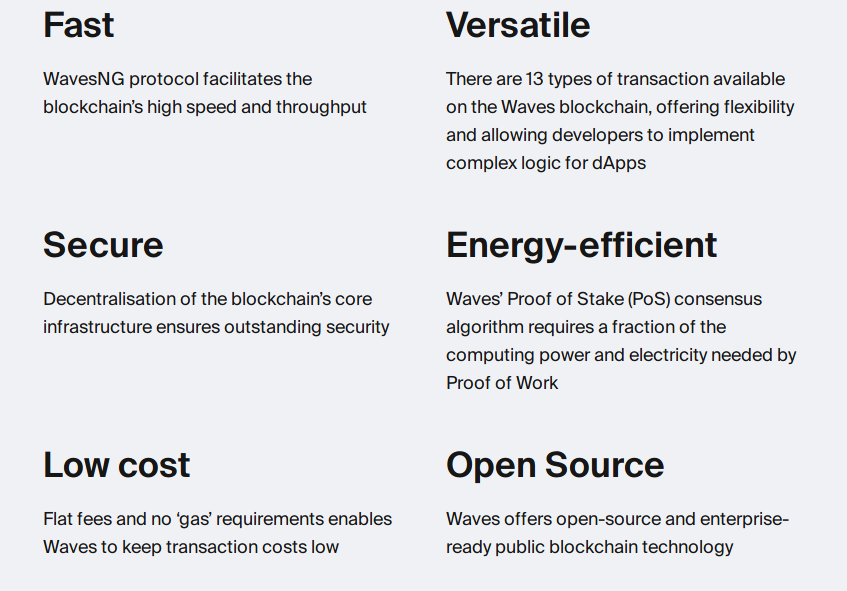 Fast
WavesNG protocol facilitates the
blockchain’s high speed and throughput
Versatile
There are 13 types of transaction available
on the Waves blockchain, offering flexibility
and allowing developers to implement
complex logic for dApps
Secure
Decentralisation of the blockchain’s core
infrastructure ensures outstanding security
Energy-efficient
Waves’ Proof of Stake (PoS) consensus
algorithm requires a fraction of the
computing power and electricity needed by
Proof of Work
Low cost
Flat fees and no ‘gas’ requirements enables
Waves to keep transaction costs low
Open Source
Waves offers open-source and enterprise-
ready public blockchain technology